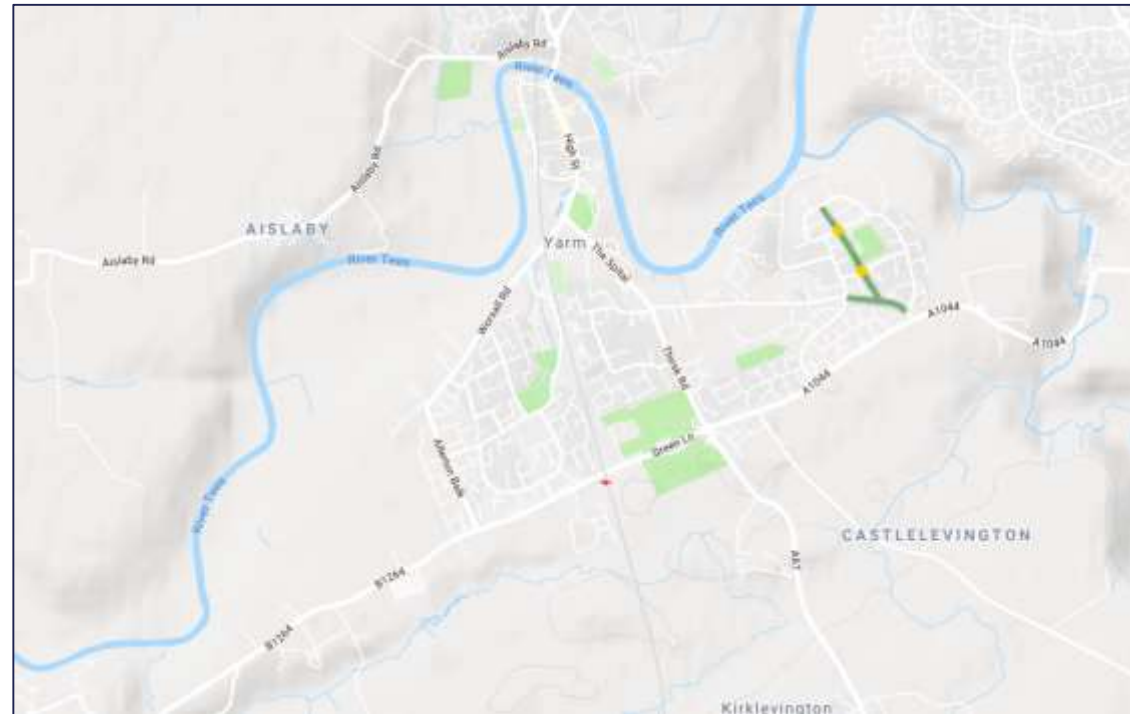 Aislaby Rd
River Tees
High St
Aislaby Rd
AISLABY
River Tees
Yarm
River Tees
Aislaby Rd
The Spital
Worsall Rd
A1044
A1044
Thirsk Rd
A1044
Allerton Balk
Green Ln
River Tees
CASTLELEVINGTON
A67
B1264
B1264
Kirklevington